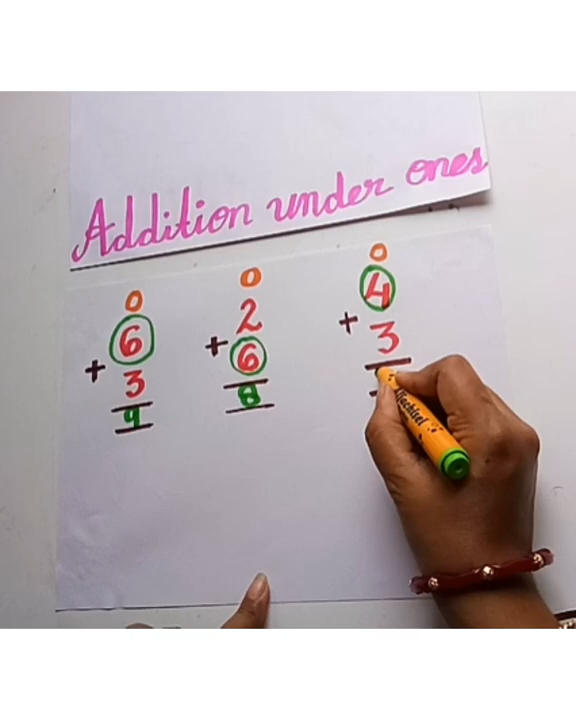 Addition under ones
0 0 0
6 2 4
+ + +
3 6 3
9 8